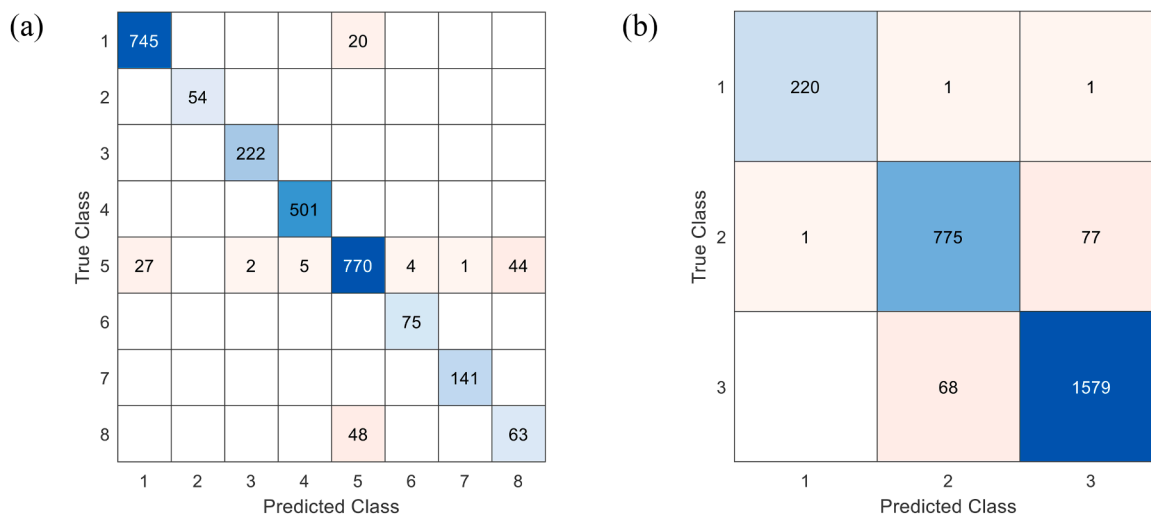 (a)
True Class
1 745 20
2 54
3 222
4 501
5 27 2 5 770 4 1 44
6 75
7 141
8 48 63
1 2 3 4 5 6 7 8
Predicted Class
(b)
True Class
1 220 1 1
2 1 775 77
3 68 1579
1 2 3
Predicted Class